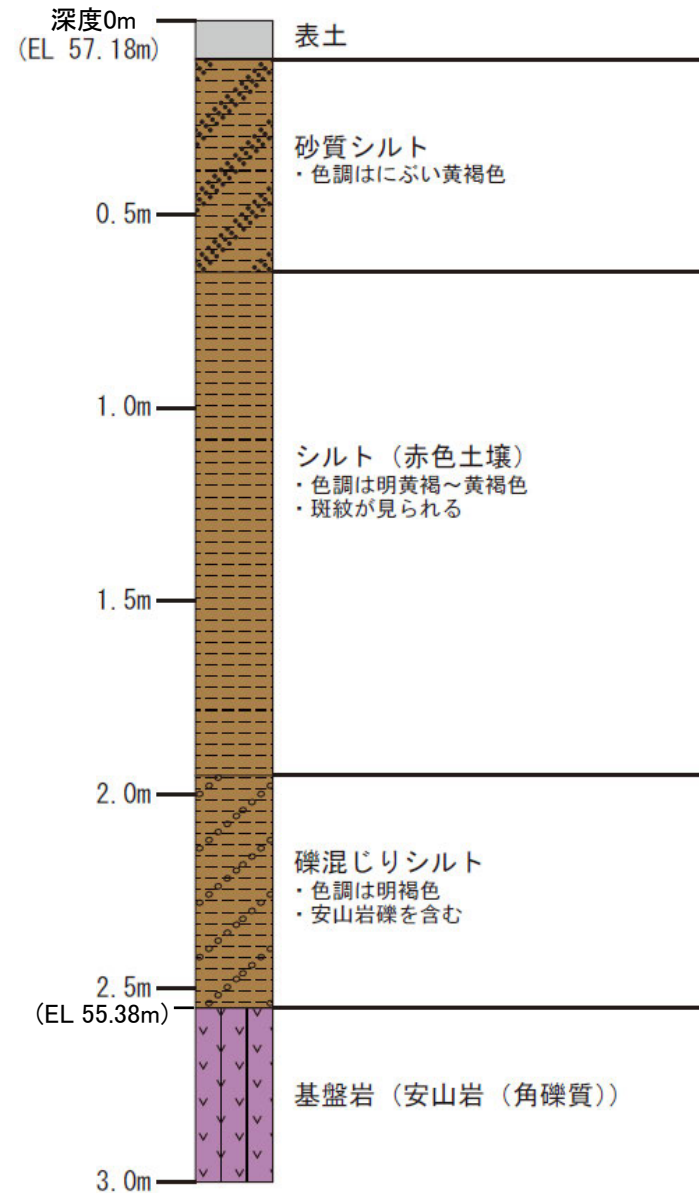 深度0m
(EL 57.18m)
表土
砂質シルト
・色調はにぶい黄褐色
0.5m
1.0m
シルト（赤色土壌）
・色調は明黄褐～黄褐色
・斑紋が見られる
1.5m
2.0m
礫混じりシルト
・色調は明褐色
・安山岩礫を含む
2.5m
(EL 55.38m)
基盤岩（安山岩（角礫質））
3.0m